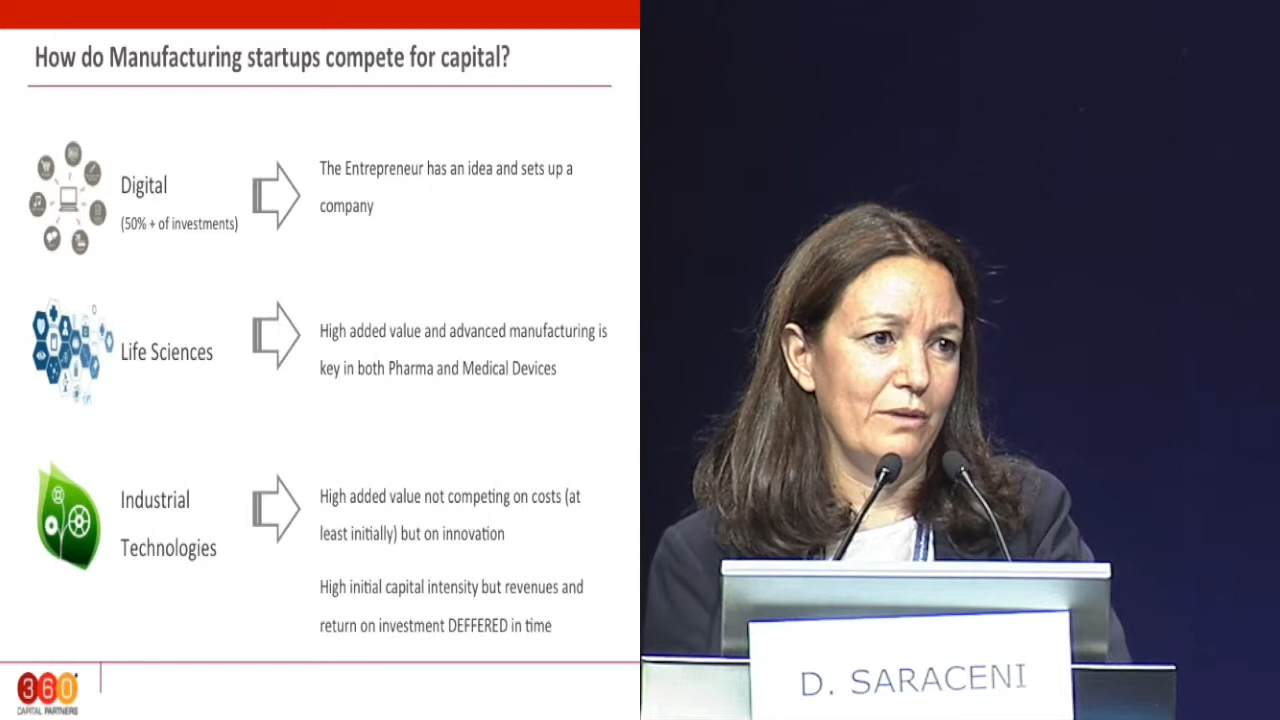 How do Manufacturing startups compete for capital?
Digital
(50% + of investments)
The Entrepreneur has an idea and sets up a
company
Life Sciences
High added value and advanced manufacturing is
key in both Pharma and Medical Devices
Industrial
Technologies
High added value not competing on costs (at
least initially) but on innovation
High initial capital intensity but revenues and
return on investment DEFFERED in time
360
CAPITAL PARTNERS
D. SARACENI